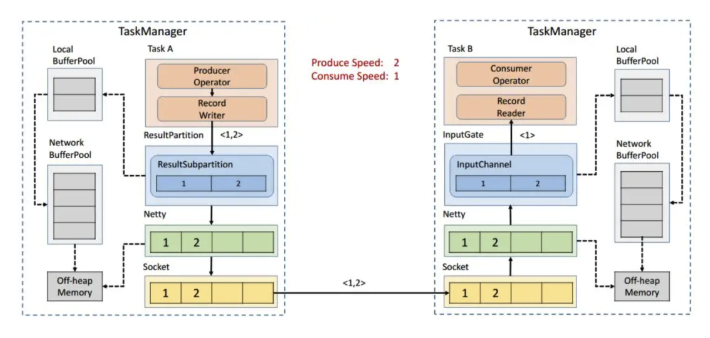 TaskManager
Local
BufferPool
Task A
Producer
Operator
Record
Writer
ResultPartition
<1,2>
Network
BufferPool
ResultSubpartition
1 2
Netty
1 2
Off-heap
Memory
Socket
1 2
Produce Speed: 2
Consume Speed: 1
<1,2>
TaskManager
Task B
Local
BufferPool
Consumer
Operator
Record
Reader
InputGate
<1>
Network
BufferPool
InputChannel
1 2
Netty
1 2
Socket
1 2
Off-heap
Memory